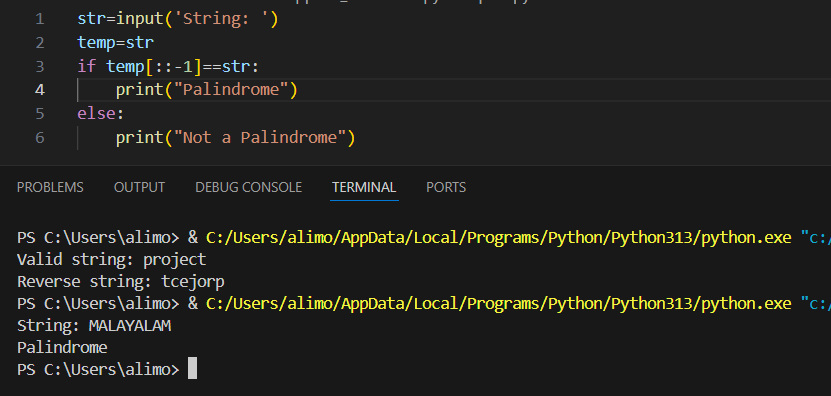 1 str=input('String: ')
2 temp=str
3 if temp[::-1]==str:
4 print("Palindrome")
5 else:
6 print("Not a Palindrome")
PROBLEMS OUTPUT DEBUG CONSOLE TERMINAL PORTS
PS C:\Users\alimo> & C:/Users/alimo/AppData/Local/Programs/Python/Python313/python.exe "c:/
Valid string: project
Reverse string: tcejorp
PS C:\Users\alimo> & C:/Users/alimo/AppData/Local/Programs/Python/Python313/python.exe "c:/
String: MALAYALAM
Palindrome
PS C:\Users\alimo>